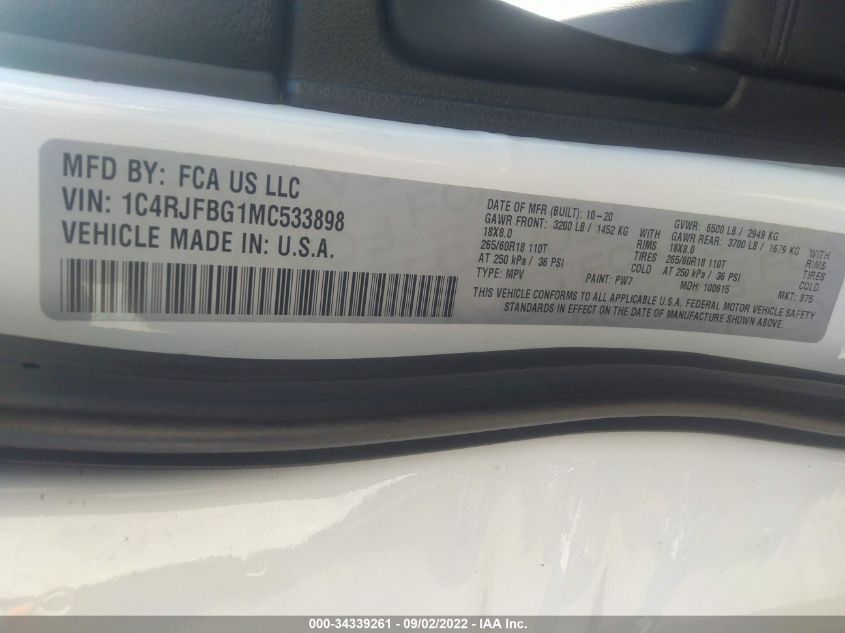 MFD BY: FCA US LLC
VIN: 1C4RJFBG1MC533898
VEHICLE MADE IN: U.S.A.
DATE OF MFR (BUILT): 10-20 GVWR: 6500 LB / 2949 KG
GAWR FRONT: 3200 LB / 1452 KG WITH GAWR REAR: 3700 LB / 1679 KG WITH
18X8.0 RIMS 18X8.0 RIMS
265/60R18 110T TIRES 265/60R18 110T TIRES
AT 250 kPa / 36 PSI COLD AT 250 kPa / 36 PSI COLD
TYPE: MPV PAINT: PW7 MDH: 100615 MKT: 875
THIS VEHICLE CONFORMS TO ALL APPLICABLE U.S.A. FEDERAL MOTOR VEHICLE SAFETY
STANDARDS IN EFFECT ON THE DATE OF MANUFACTURE SHOWN ABOVE.
000-34339261 - 09/02/2022 - IAA Inc.